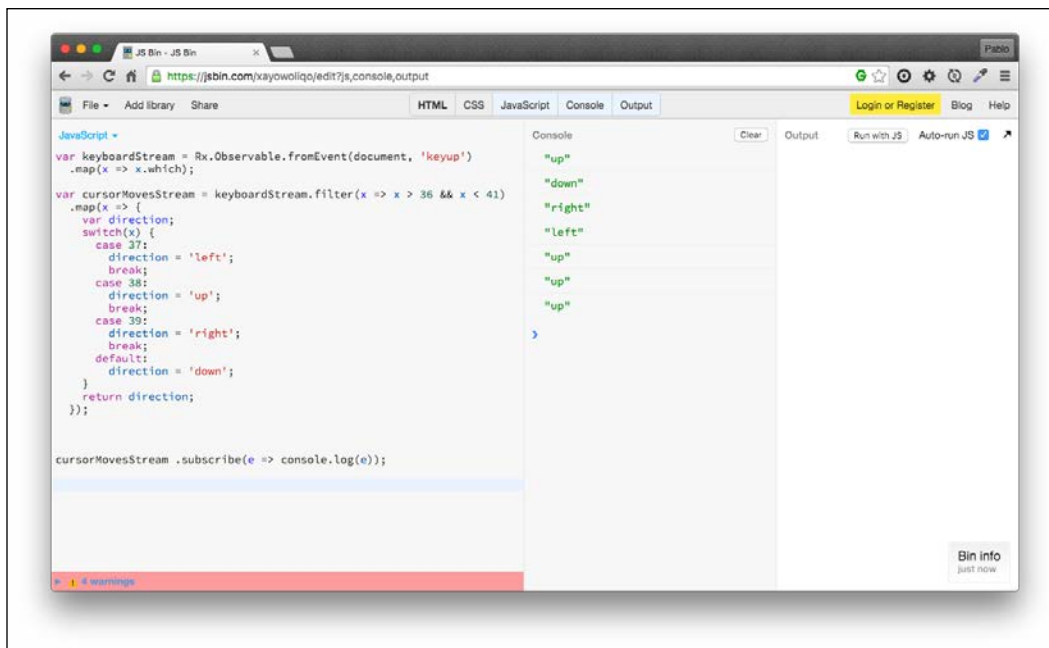 JS Bin - JS Bin
Pablo
https://jsbin.com/xayowoliqo/edit?js,console,output
File Add library Share HTML CSS JavaScript Console Output Login or Register Blog Help
JavaScript
var keyboardStream = Rx.Observable.fromEvent(document, 'keyup')
  .map(x => x.which);
var cursorMovesStream = keyboardStream.filter(x => x > 36 && x < 41)
  .map(x => {
    var direction;
    switch(x) {
      case 37:
        direction = 'left';
        break;
      case 38:
        direction = 'up';
        break;
      case 39:
        direction = 'right';
        break;
      default:
        direction = 'down';
    }
    return direction;
  });
cursorMovesStream .subscribe(e => console.log(e));
4 warnings
Console Clear
"up"
"down"
"right"
"left"
"up"
"up"
"up"
>
Output Run with JS Auto-run JS
Bin info
just now